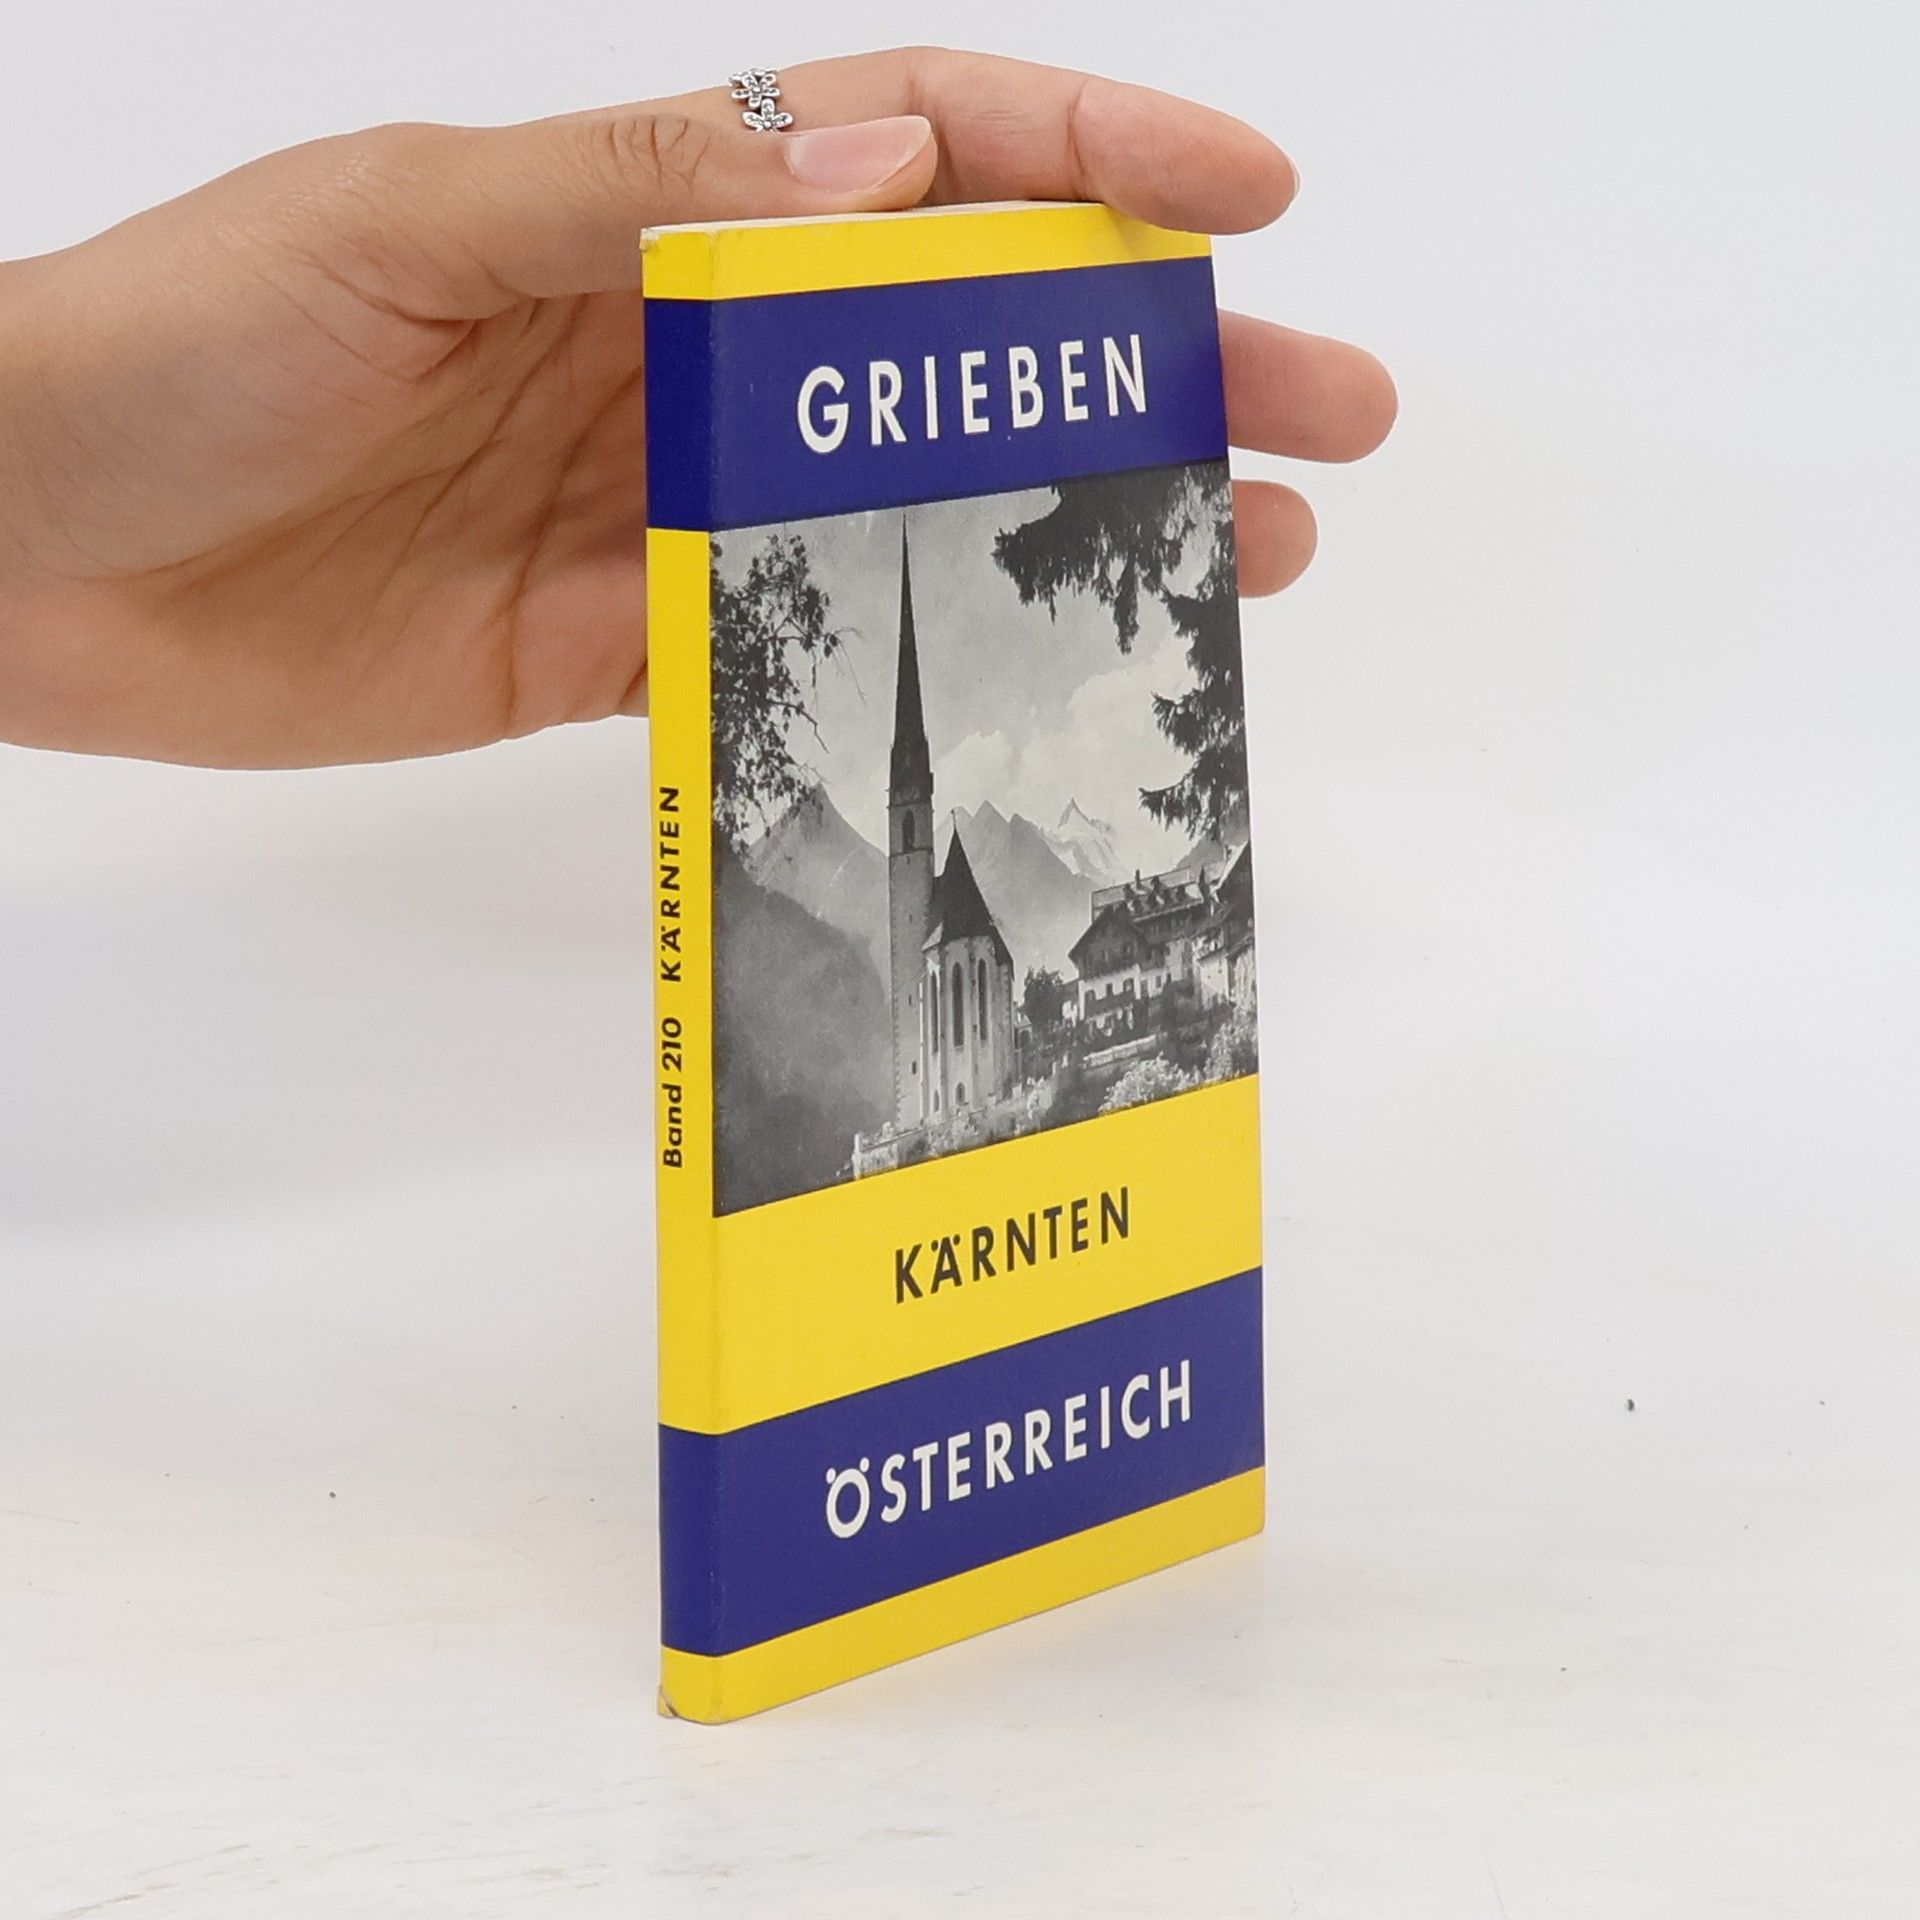 GRIEBEN
KÄRNTEN
ÖSTERREICH
Band 210 KÄRNTEN